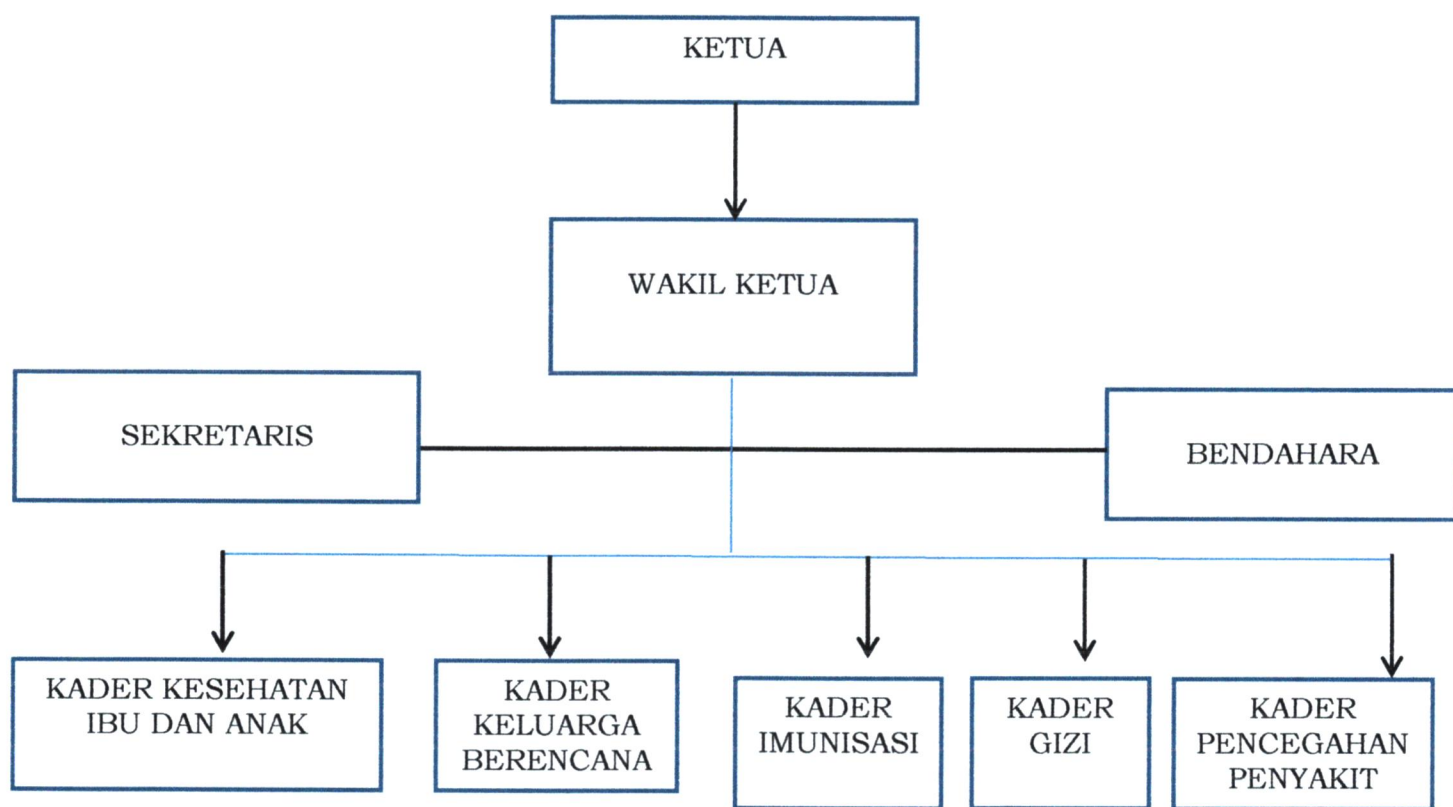 KETUA
WAKIL KETUA
SEKRETARIS
BENDAHARA
KADER KESEHATAN
IBU DAN ANAK
KADER
KELUARGA
BERENCANA
KADER
IMUNISASI
KADER
GIZI
KADER
PENCEGAHAN
PENYAKIT